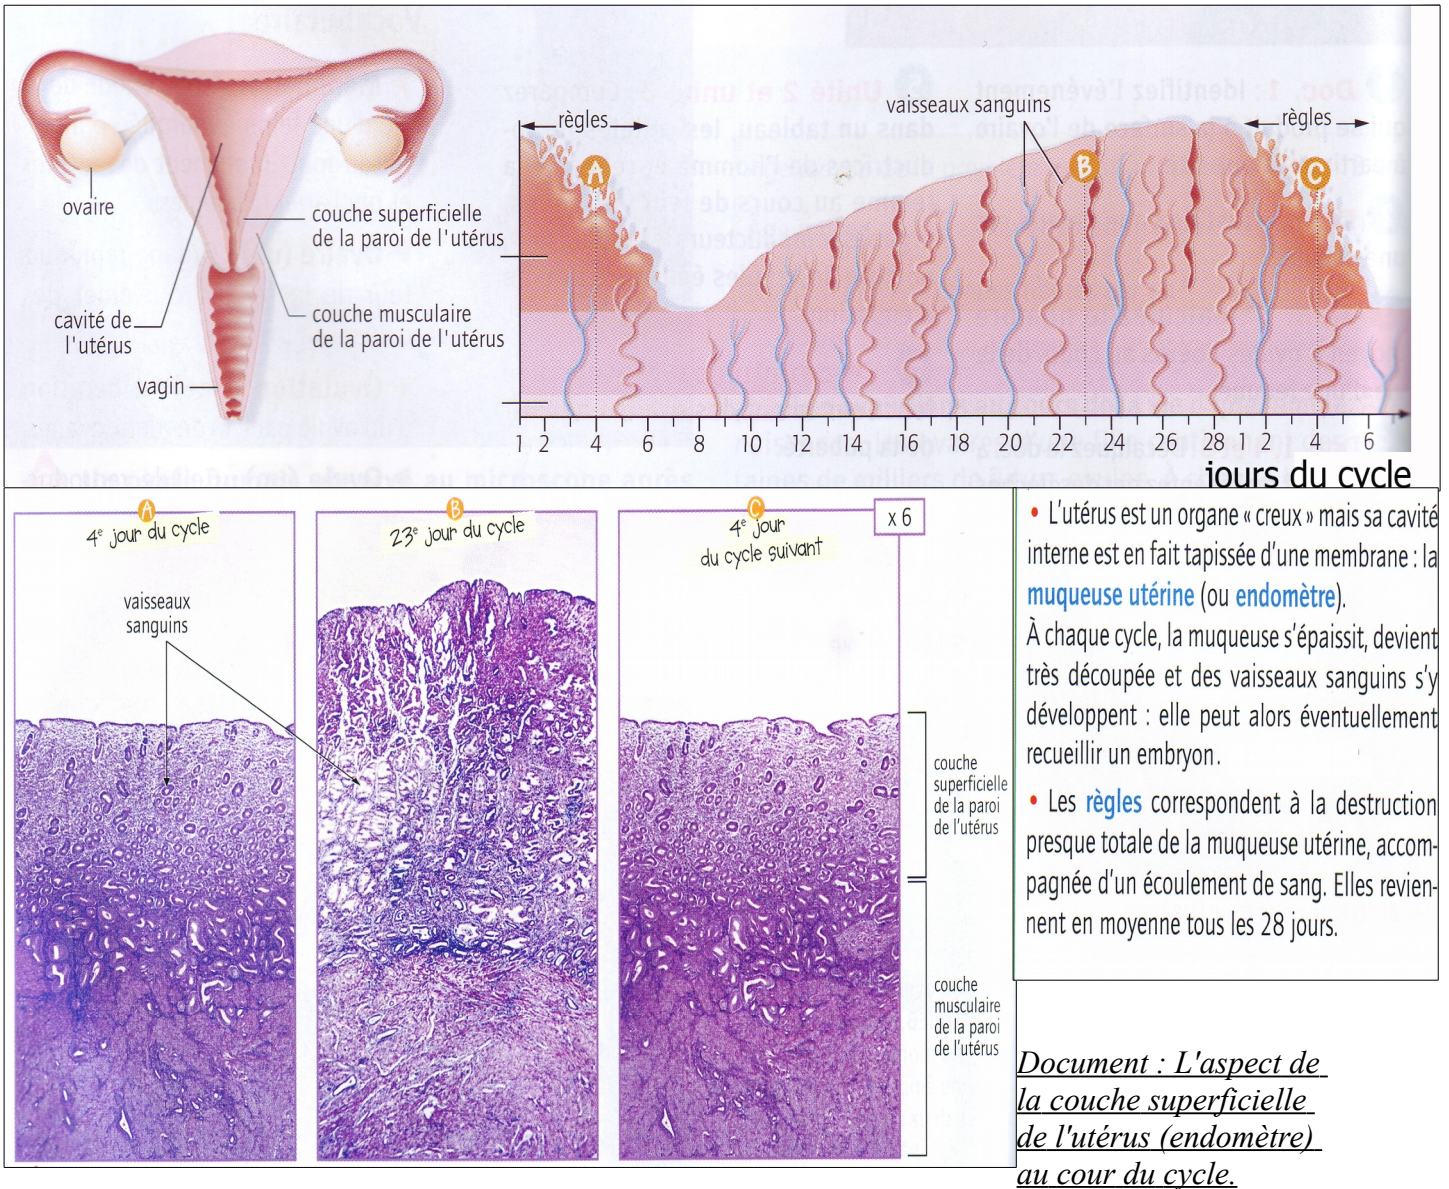 règles
vaisseaux sanguins
règles
A
B
C
ovaire
couche superficielle
de la paroi de l'utérus
cavité de
l'utérus
couche musculaire
de la paroi de l'utérus
vagin
1 2 4 6 8 10 12 14 16 18 20 22 24 26 28 1 2 4 6
jours du cycle
A
4e jour du cycle
B
23e jour du cycle
C
4e jour
du cycle suivant
x 6
vaisseaux
sanguins
couche
superficielle
de la paroi
de l'utérus
couche
musculaire
de la paroi
de l'utérus
• L'utérus est un organe « creux » mais sa cavité
interne est en fait tapissée d'une membrane : la
muqueuse utérine (ou endomètre).
À chaque cycle, la muqueuse s'épaissit, devient
très découpée et des vaisseaux sanguins s'y
développent : elle peut alors éventuellement
recueillir un embryon.
• Les règles correspondent à la destruction
presque totale de la muqueuse utérine, accom-
pagnée d'un écoulement de sang. Elles revien-
nent en moyenne tous les 28 jours.
Document : L'aspect de
la couche superficielle
de l'utérus (endomètre)
au cour du cycle.